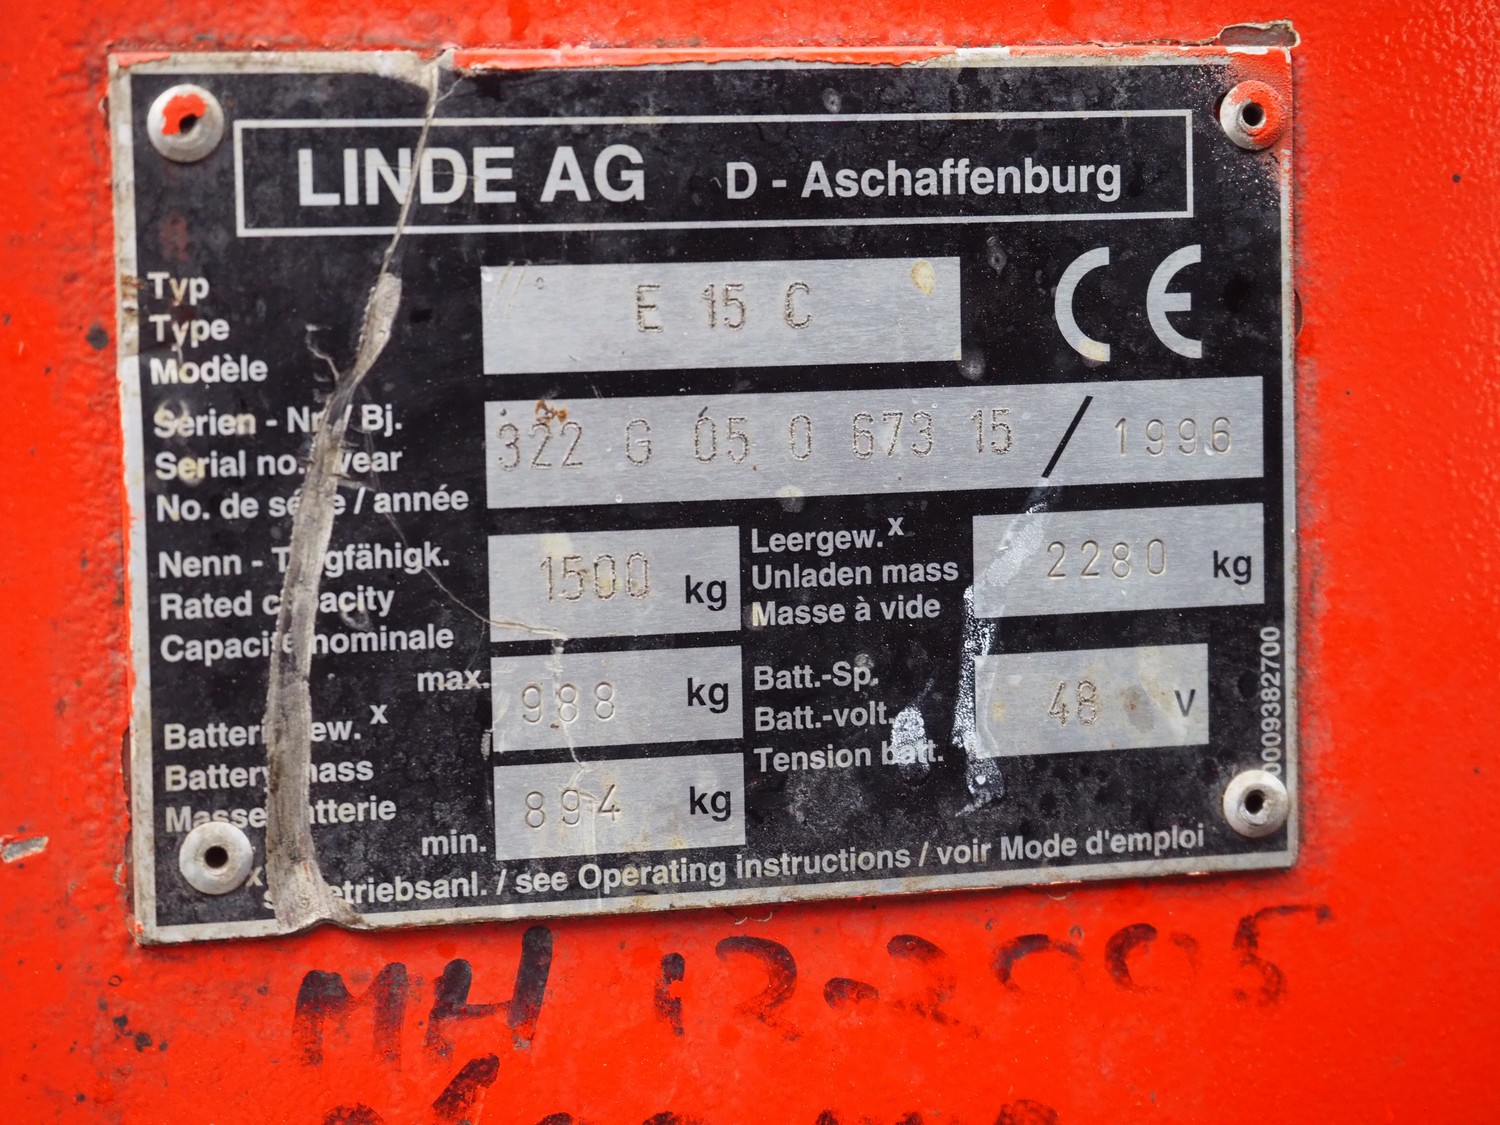 LINDE AG D - Aschaffenburg
Typ
Type
Modèle
E 15 C
CE
Serien - Nr. / Bj.
Serial no. / year
No. de série / année
322 G 05 0 673 15 / 1996
Nenn - Tragfähigk.
Rated capacity
Capacité nominale
1500 kg
Leergew. x
Unladen mass
Masse à vide
2280 kg
max.
988 kg
Batteriegew. x
Battery mass
Masse batterie
min.
894 kg
Batt.-Sp.
Batt.-volt.
Tension batt.
48 V
x s. Betriebsanl. / see Operating instructions / voir Mode d'emploi
0009382700
MH 12-2005